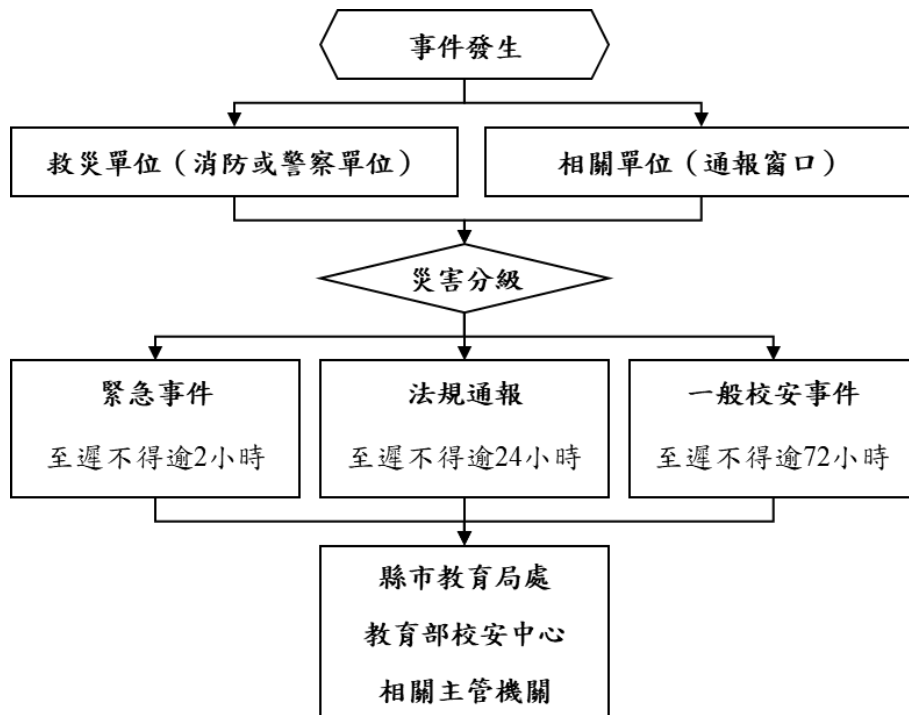 事件發生
救災單位（消防或警察單位）
相關單位（通報窗口）
災害分級
緊急事件
至遲不得逾2小時
法規通報
至遲不得逾24小時
一般校安事件
至遲不得逾72小時
縣市教育局處
教育部校安中心
相關主管機關